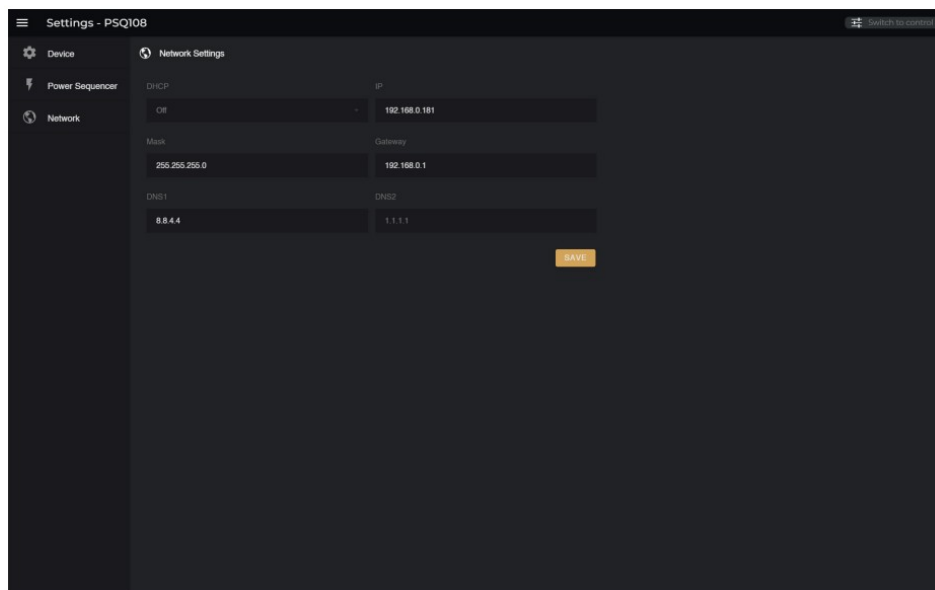 Settings - PSQ108
Switch to control
Device
Network Settings
Power Sequencer
DHCP
IP
Off
192.168.0.181
Network
Mask
Gateway
255.255.255.0
192.168.0.1
DNS1
DNS2
8.8.4.4
1.1.1.1
SAVE